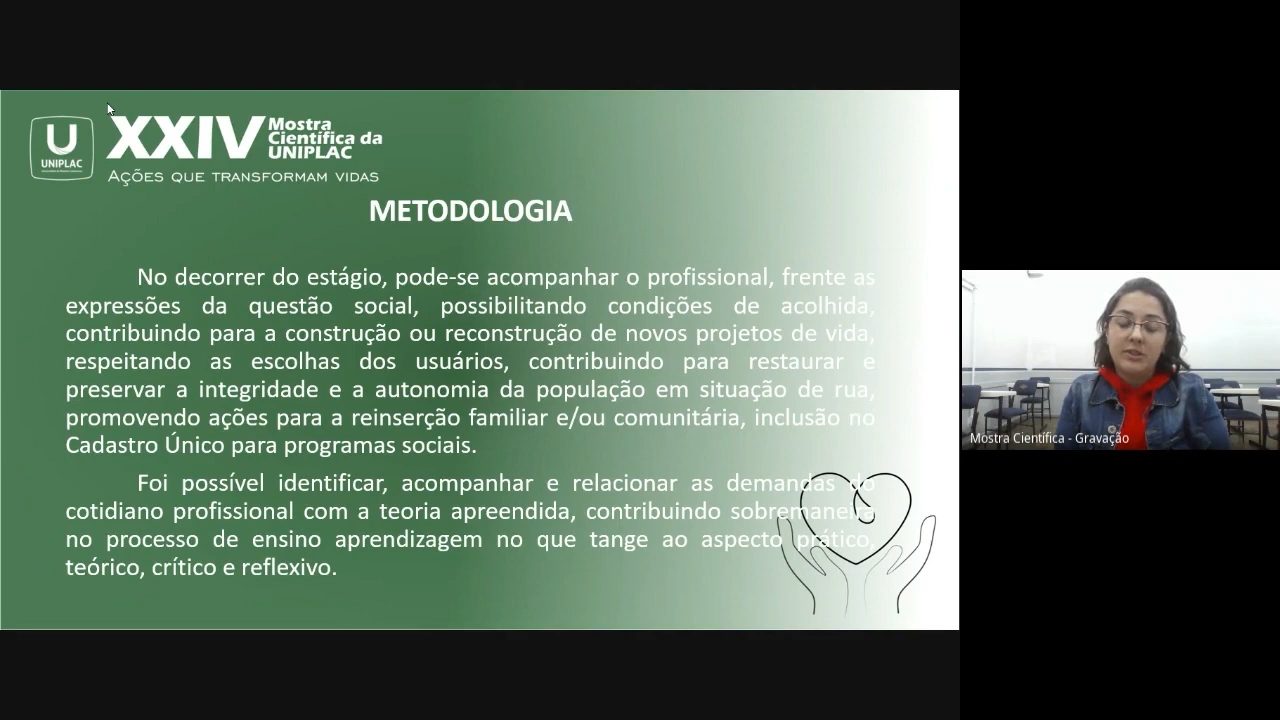 U
UNIPLAC
XXIV Mostra
Científica da
UNIPLAC
AÇÕES QUE TRANSFORMAM VIDAS
METODOLOGIA
No decorrer do estágio, pode-se acompanhar o profissional, frente as
expressões da questão social, possibilitando condições de acolhida,
contribuindo para a construção ou reconstrução de novos projetos de vida,
respeitando as escolhas dos usuários, contribuindo para restaurar e
preservar a integridade e a autonomia da população em situação de rua,
promovendo ações para a reinserção familiar e/ou comunitária, inclusão no
Cadastro Único para programas sociais.
Foi possível identificar, acompanhar e relacionar as demandas do
cotidiano profissional com a teoria apreendida, contribuindo sobremaneira
no processo de ensino aprendizagem no que tange ao aspecto prático,
teórico, crítico e reflexivo.
Mostra Científica - Gravação